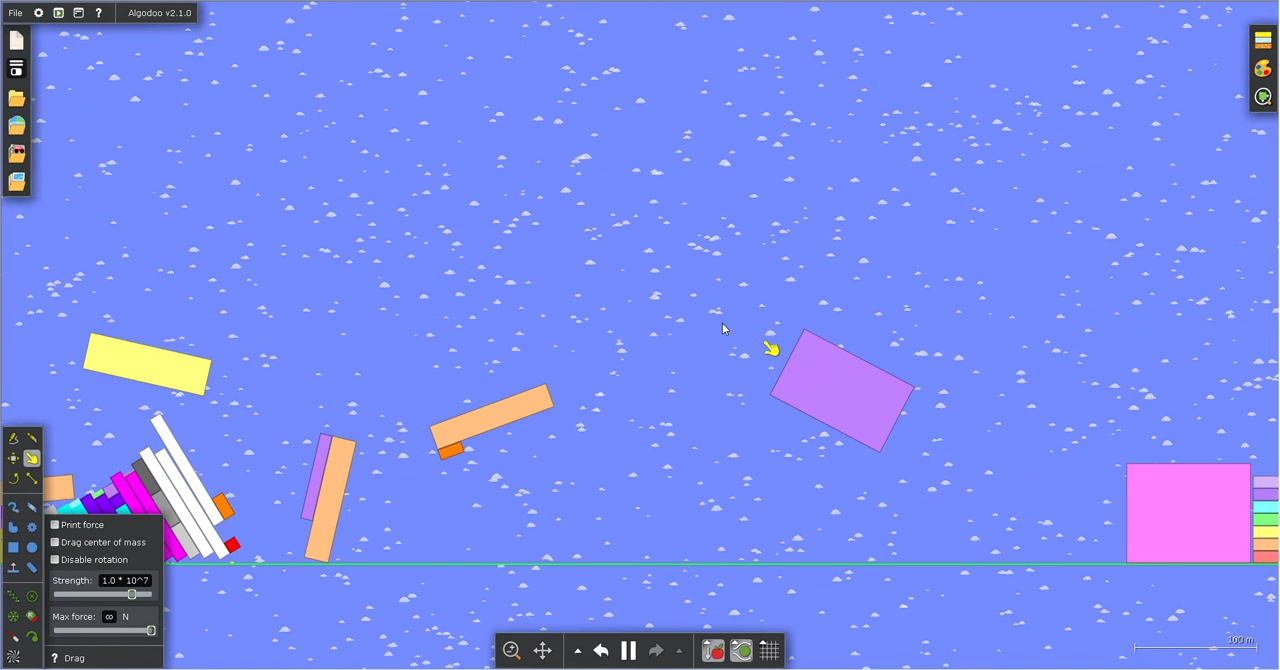 File ? Algodoo v2.1.0
Print force
Drag center of mass
Disable rotation
Strength: 1.0 * 10^7
Max force: ∞ N
? Drag
100 m